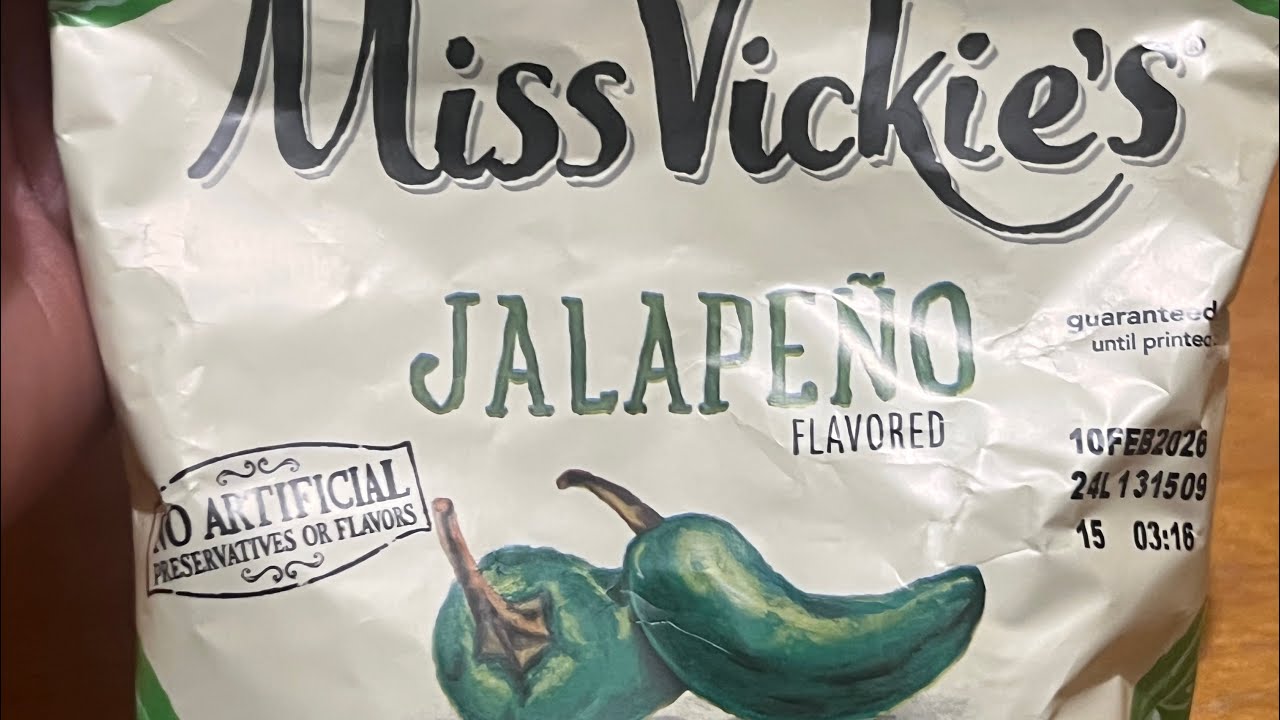 Miss Vickie's®
JALAPEÑO
FLAVORED
guaranteed
until printed
10FEB2026
24L131509
15 03:16
NO ARTIFICIAL
PRESERVATIVES OR FLAVORS